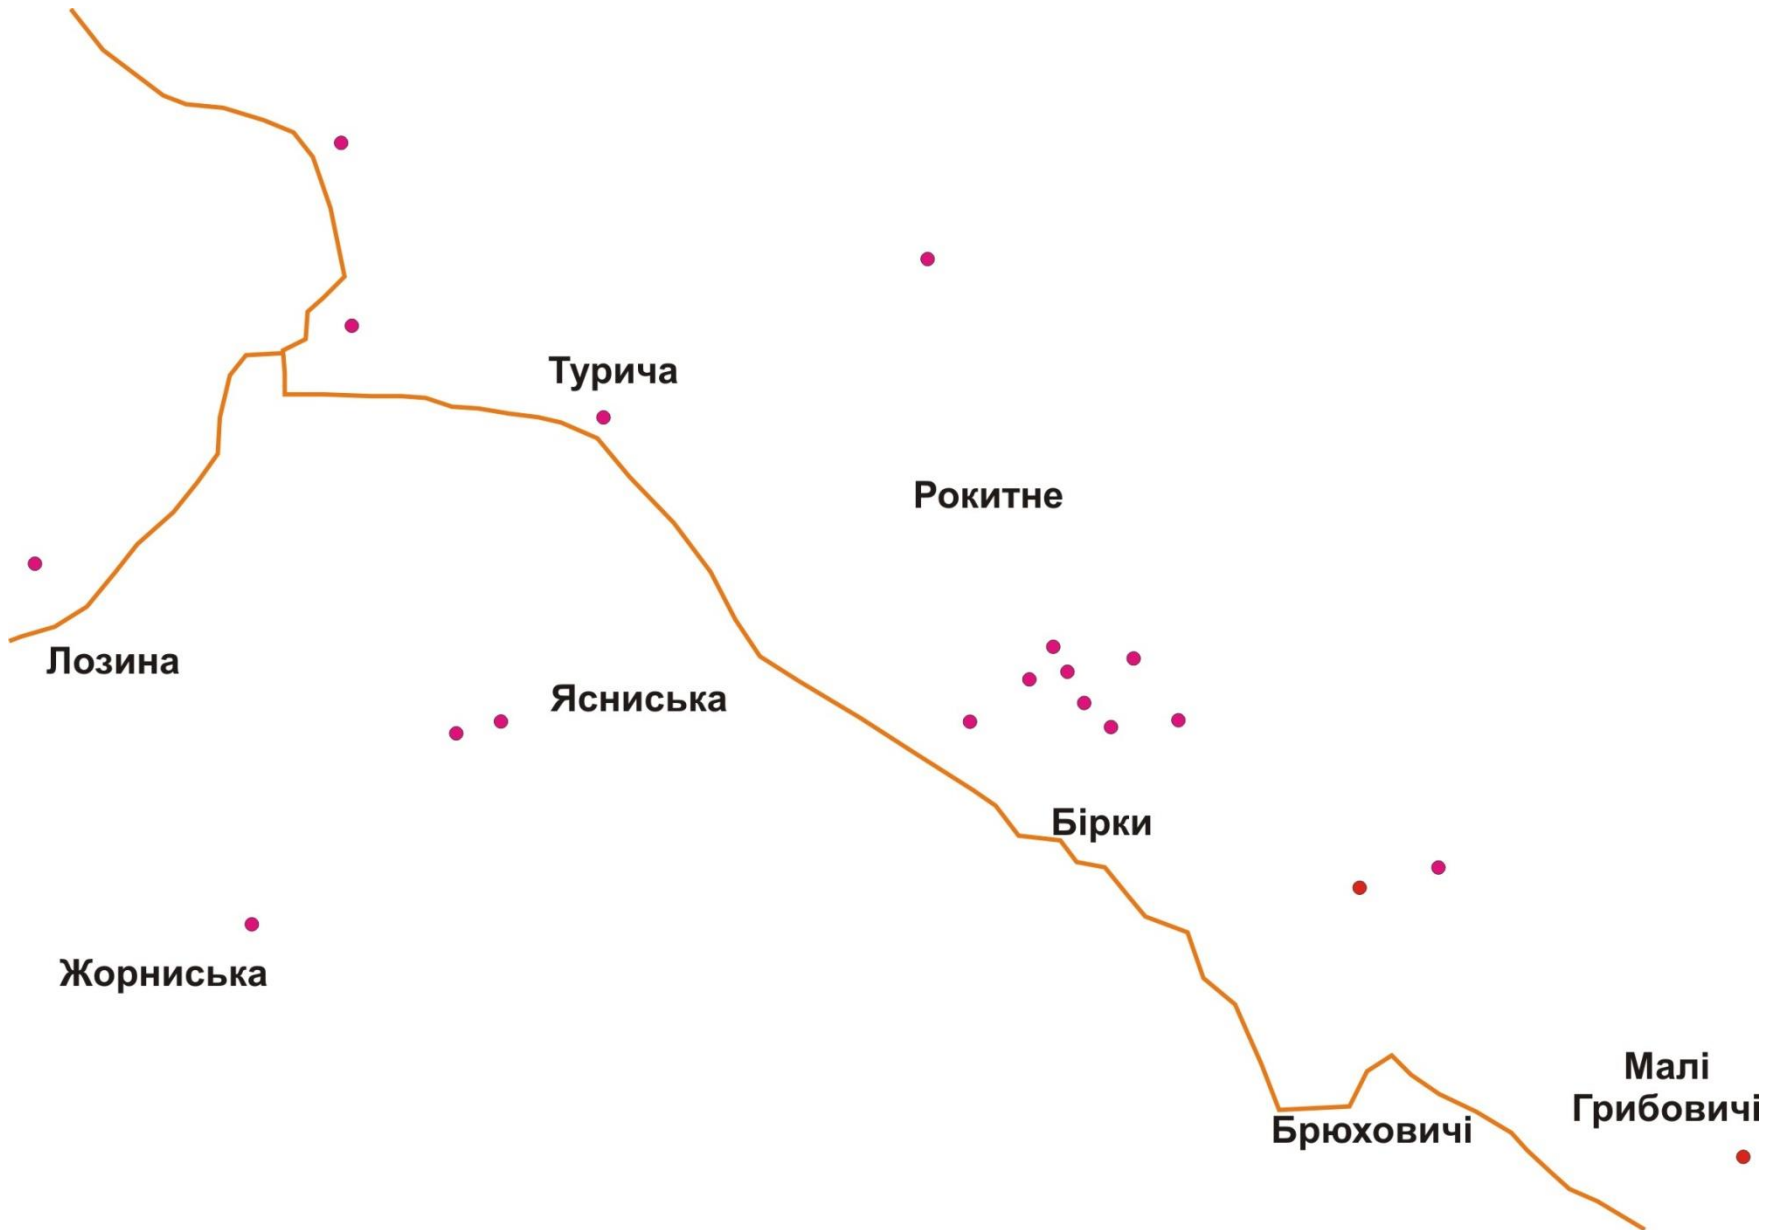 Турича
Рокитне
Лозина
Ясниська
Бірки
Жорниська
Малі
Грибовичі
Брюховичі